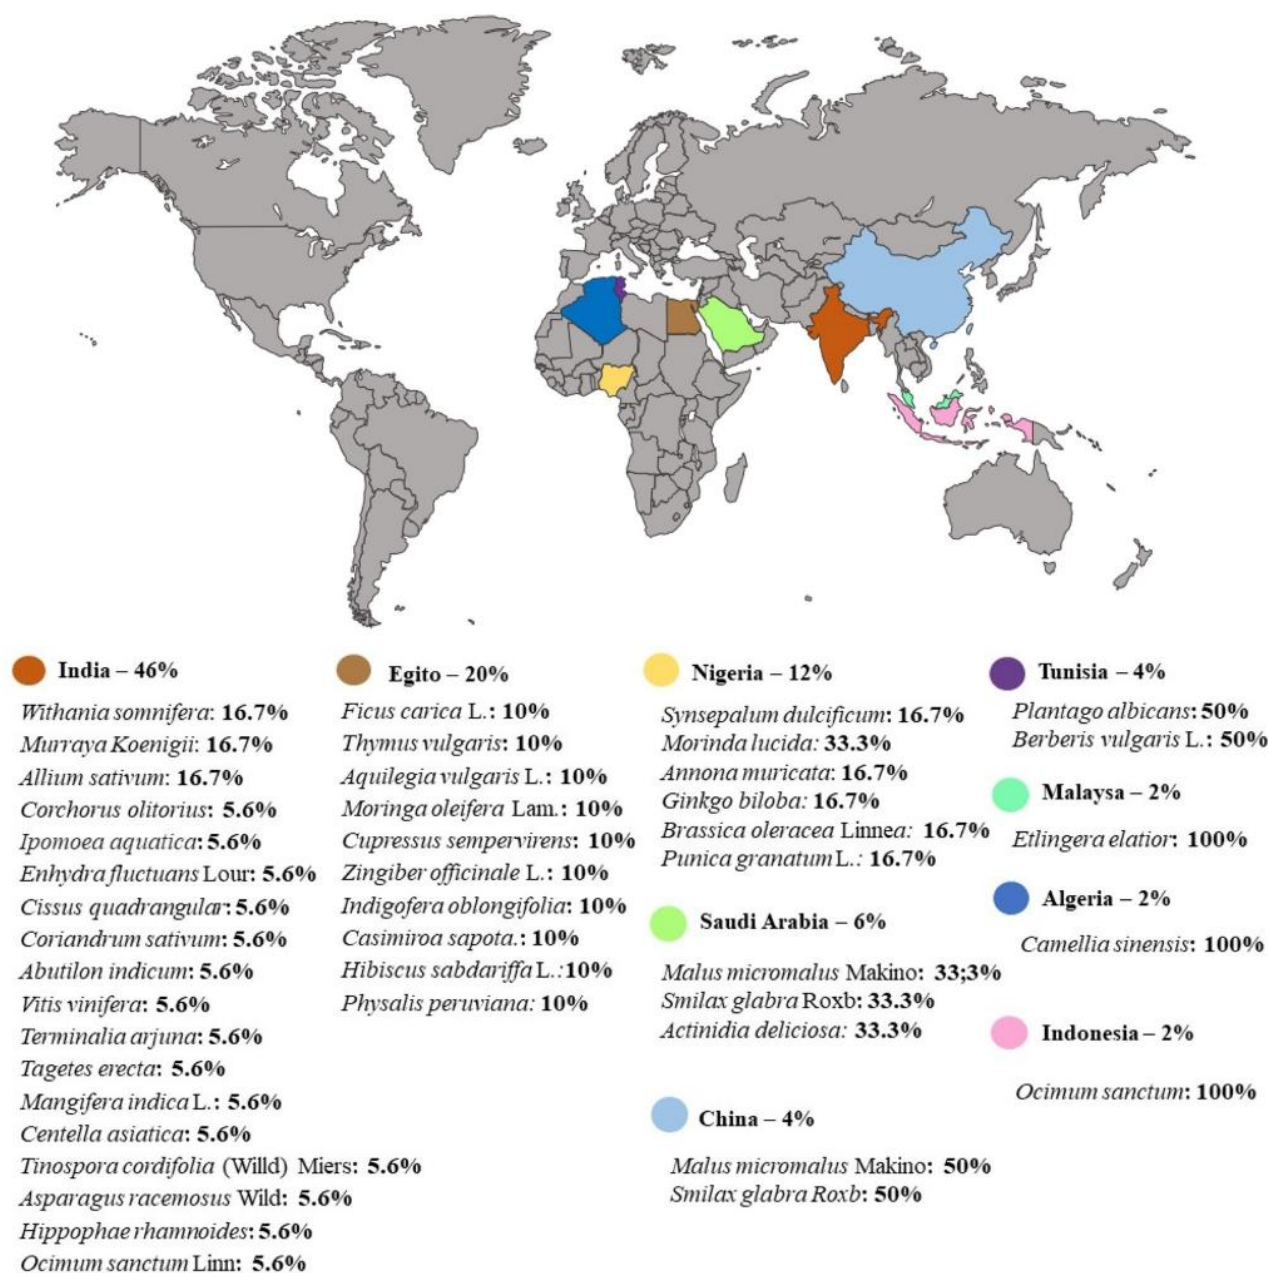 India – 46%
Withania somnifera: 16.7%
Murraya Koenigii: 16.7%
Allium sativum: 16.7%
Corchorus olitorius: 5.6%
Ipomoea aquatica: 5.6%
Enhydra fluctuans Lour: 5.6%
Cissus quadrangular: 5.6%
Coriandrum sativum: 5.6%
Abutilon indicum: 5.6%
Vitis vinifera: 5.6%
Terminalia arjuna: 5.6%
Tagetes erecta: 5.6%
Mangifera indica L.: 5.6%
Centella asiatica: 5.6%
Tinospora cordifolia (Willd) Miers: 5.6%
Asparagus racemosus Wild: 5.6%
Hippophae rhamnoides: 5.6%
Ocimum sanctum Linn: 5.6%
Egito – 20%
Ficus carica L.: 10%
Thymus vulgaris: 10%
Aquilegia vulgaris L.: 10%
Moringa oleifera Lam.: 10%
Cupressus sempervirens: 10%
Zingiber officinale L.: 10%
Indigofera oblongifolia: 10%
Casimiroa sapota.: 10%
Hibiscus sabdariffa L.: 10%
Physalis peruviana: 10%
Nigeria – 12%
Synsepalum dulcificum: 16.7%
Morinda lucida: 33.3%
Annona muricata: 16.7%
Ginkgo biloba: 16.7%
Brassica oleracea Linnea: 16.7%
Punica granatum L.: 16.7%
Saudi Arabia – 6%
Malus micromalus Makino: 33;3%
Smilax glabra Roxb: 33.3%
Actinidia deliciosa: 33.3%
China – 4%
Malus micromalus Makino: 50%
Smilax glabra Roxb: 50%
Tunisia – 4%
Plantago albicans: 50%
Berberis vulgaris L.: 50%
Malaysa – 2%
Etlingera elatior: 100%
Algeria – 2%
Camellia sinensis: 100%
Indonesia – 2%
Ocimum sanctum: 100%